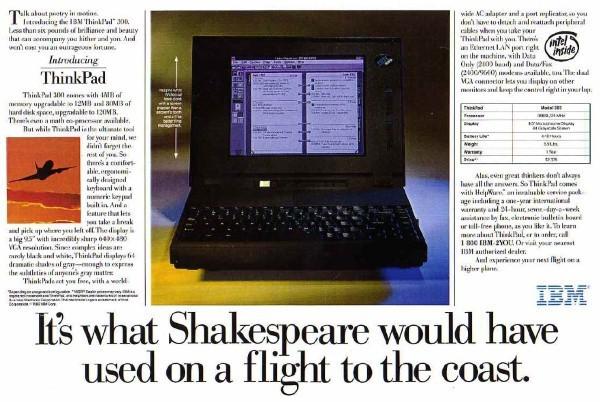 Talk about poetry in motion.
Introducing the IBM ThinkPad™ 300.
Less than six pounds of brilliance and beauty
that can accompany you hither and yon. And
won't cost you an outrageous fortune.
Introducing
ThinkPad
ThinkPad 300 comes with 4MB of
memory upgradable to 12MB and 80MB of
hard disk space, upgradable to 120MB.
There's even a math co-processor available.
But while ThinkPad is the ultimate tool
for your mind, we
didn't forget the
rest of you. So
there's a comfort-
able, ergonomi-
cally designed
keyboard with a
numeric keypad
built in. And a
feature that lets
you take a break
and pick up where you left off. The display is
a big 9.5" with incredibly sharp 640x480
VGA resolution. Since complex ideas are
rarely black and white, ThinkPad displays 64
dramatic shades of gray—enough to express
the subtleties of anyone's gray matter.
ThinkPads set you free, with a world-
wide AC adapter and a port replicator, so you
don't have to detach and reattach peripheral
cables when you take your
ThinkPad with you. There's
an Ethernet LAN port right
on the machine, with Data
Only (2400 baud) and Data/Fax
(2400/9600) modems available, too. The dual
VGA connector lets you display on other
monitors and keep the control right in your lap.
intel inside
ThinkPad Model 300
Processor
Display
64 Grayscale Screen
Battery Life*
Weight
Warranty 1 Year
Price**
Alas, even great thinkers don't always
have all the answers. So ThinkPad comes
with HelpWare,™ an invaluable service pack-
age including a one-year international
warranty and 24-hour, seven-day-a-week
assistance by fax, electronic bulletin board
or toll-free phone, as you like it. To learn
more about ThinkPad, or to order, call
1 800 IBM-2YOU. Or visit your nearest
IBM authorized dealer.
And experience your next flight on a
higher plane.
IBM
It's what Shakespeare would have
used on a flight to the coast.